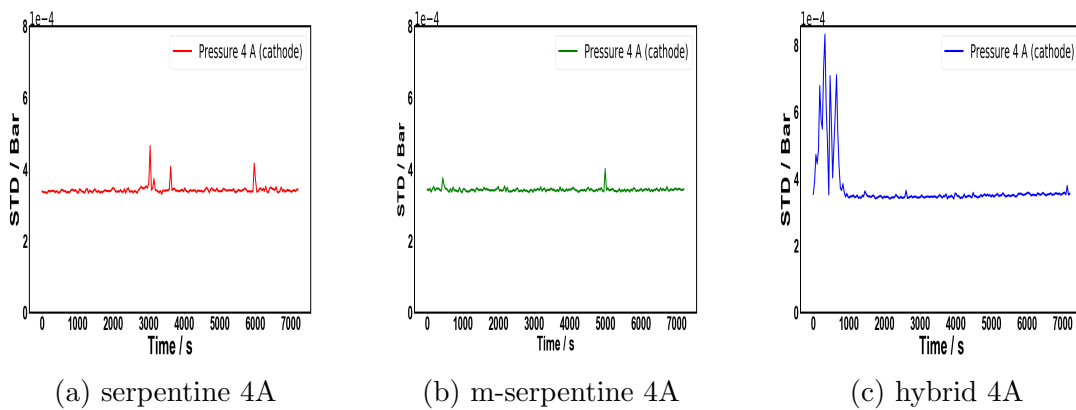 1e−4
8
6
4
2
0
STD / Bar
Pressure 4 A (cathode)
0 1000 2000 3000 4000 5000 6000 7000
Time / s
(a) serpentine 4A
1e−4
8
6
4
2
0
STD / Bar
Pressure 4 A (cathode)
0 1000 2000 3000 4000 5000 6000 7000
Time / s
(b) m-serpentine 4A
1e−4
8
6
4
2
0
STD / Bar
Pressure 4 A (cathode)
0 1000 2000 3000 4000 5000 6000 7000
Time / s
(c) hybrid 4A